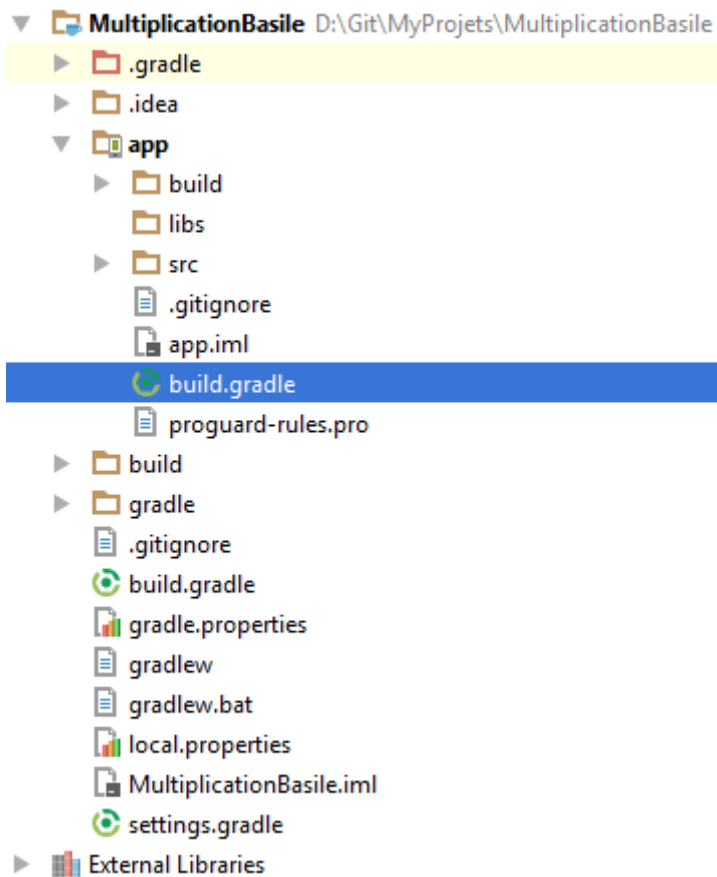 MultiplicationBasile D:\Git\MyProjets\MultiplicationBasile
.gradle
.idea
app
build
libs
src
.gitignore
app.iml
build.gradle
proguard-rules.pro
build
gradle
.gitignore
build.gradle
gradle.properties
gradlew
gradlew.bat
local.properties
MultiplicationBasile.iml
settings.gradle
External Libraries